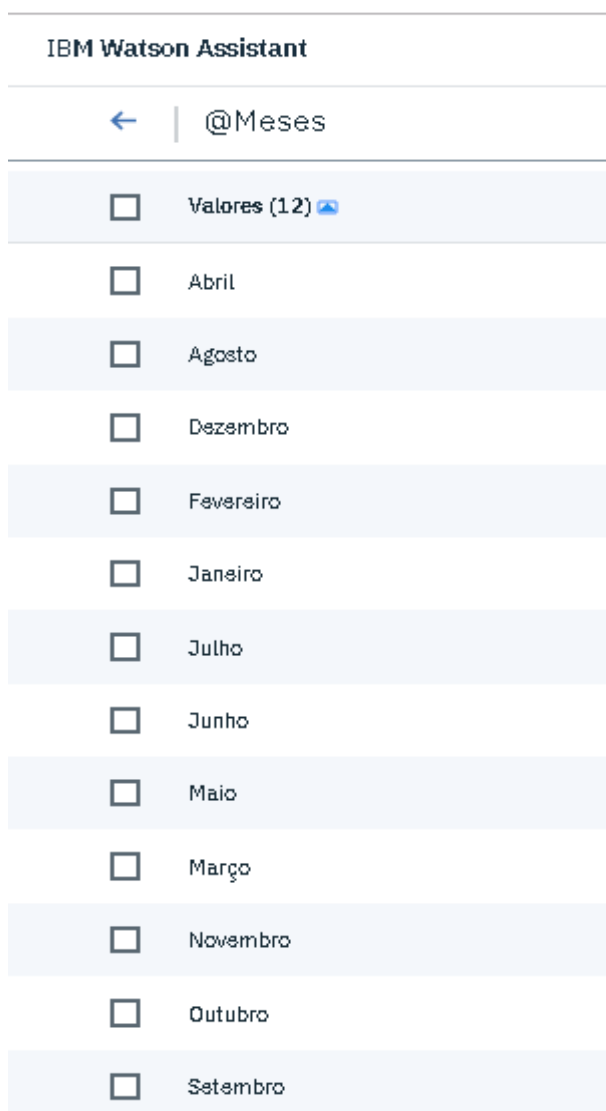 IBM Watson Assistant
@Meses
Valores (12)
Abril
Agosto
Dezembro
Fevereiro
Janeiro
Julho
Junho
Maio
Março
Novembro
Outubro
Setembro